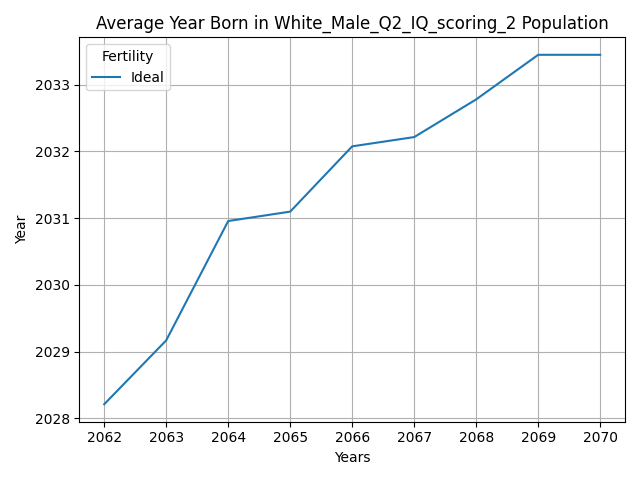 Average Year Born in White_Male_Q2_IQ_scoring_2 Population
Fertility
Ideal
2033
2032
2031
2030
2029
2028
Year
2062 2063 2064 2065 2066 2067 2068 2069 2070
Years